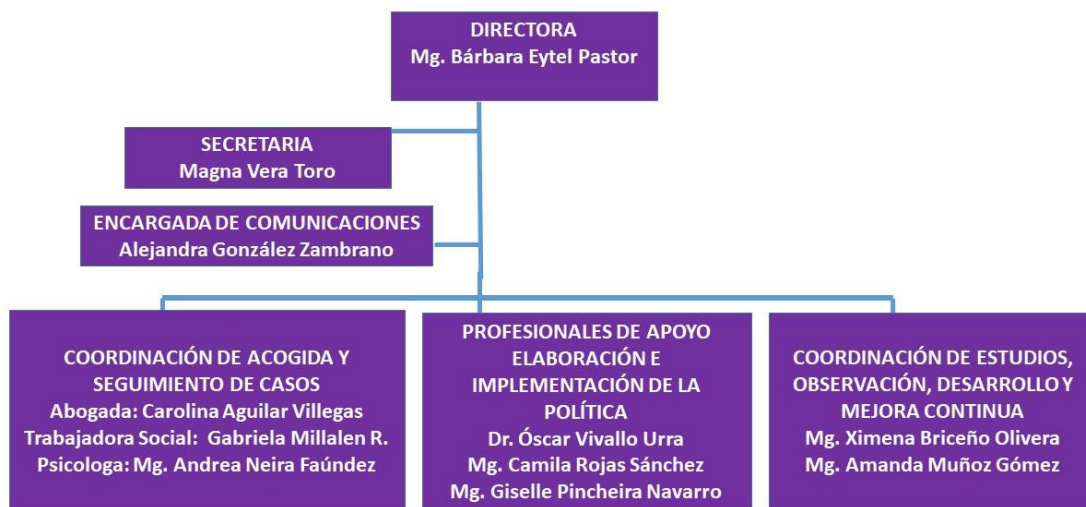 DIRECTORA
Mg. Bárbara Eytel Pastor
SECRETARIA
Magna Vera Toro
ENCARGADA DE COMUNICACIONES
Alejandra González Zambrano
COORDINACIÓN DE ACOGIDA Y
SEGUIMIENTO DE CASOS
Abogada: Carolina Aguilar Villegas
Trabajadora Social: Gabriela Millalen R.
Psicologa: Mg. Andrea Neira Faúndez
PROFESIONALES DE APOYO
ELABORACIÓN E
IMPLEMENTACIÓN DE LA
POLÍTICA
Dr. Óscar Vivallo Urra
Mg. Camila Rojas Sánchez
Mg. Giselle Pincheira Navarro
COORDINACIÓN DE ESTUDIOS,
OBSERVACIÓN, DESARROLLO Y
MEJORA CONTINUA
Mg. Ximena Briceño Olivera
Mg. Amanda Muñoz Gómez